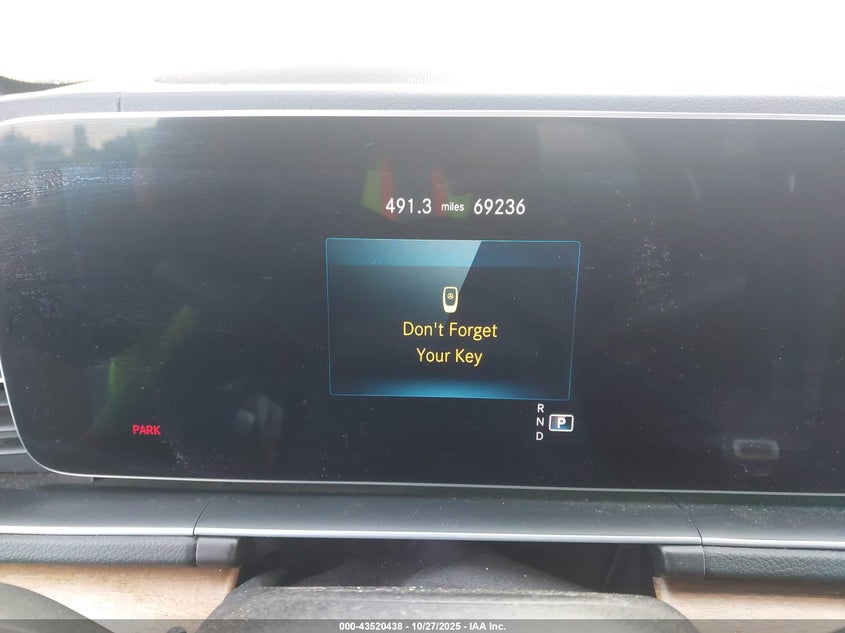 491.3 miles 69236
Don't Forget
Your Key
R
N P
D
PARK
000-43520438 - 10/27/2025 - IAA Inc.